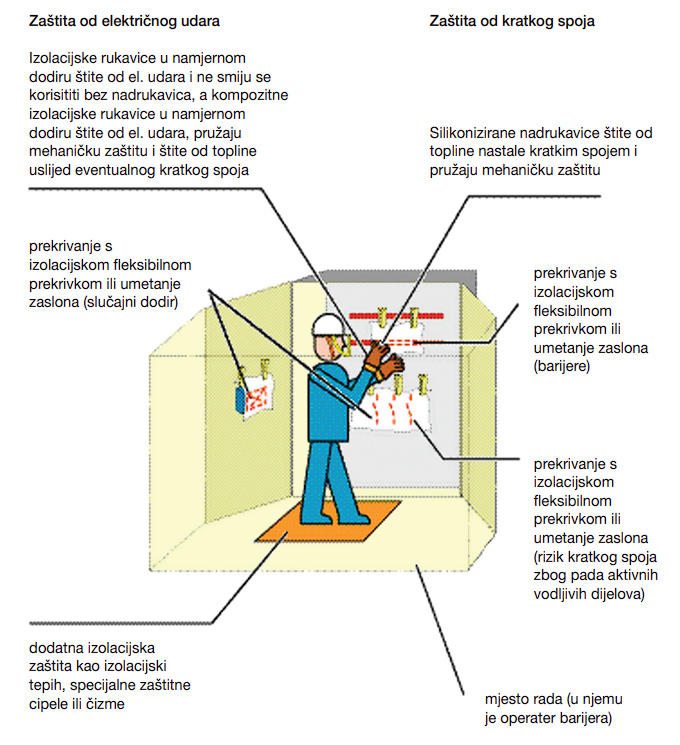 Zaštita od električnog udara
Izolacijske rukavice u namjernom
dodiru štite od el. udara i ne smiju se
korisititi bez nadrukavica, a kompozitne
izolacijske rukavice u namjernom
dodiru štite od el. udara, pružaju
mehaničku zaštitu i štite od topline
uslijed eventualnog kratkog spoja
prekrivanje s
izolacijskom fleksibilnom
prekrivkom ili umetanje
zaslona (slučajni dodir)
dodatna izolacijska
zaštita kao izolacijski
tepih, specijalne zaštitne
cipele ili čizme
Zaštita od kratkog spoja
Silikonizirane nadrukavice štite od
topline nastale kratkim spojem i
pružaju mehaničku zaštitu
prekrivanje s
izolacijskom
fleksibilnom
prekrivkom ili
umetanje zaslona
(barijere)
prekrivanje s
izolacijskom
fleksibilnom
prekrivkom ili
umetanje zaslona
(rizik kratkog spoja
zbog pada aktivnih
vodljivih dijelova)
mjesto rada (u njemu
je operater barijera)